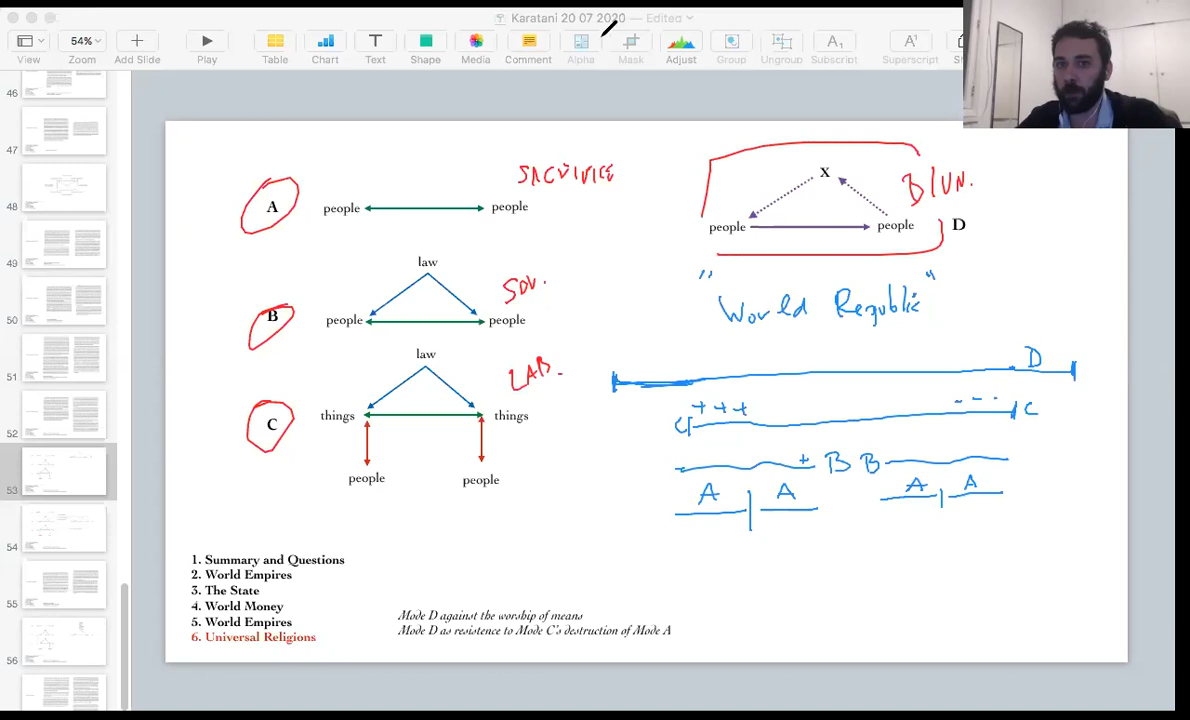 Karatani 20 07 2020 — Edited
View
54%
Zoom
Add Slide
Play
Table
Chart
Text
Shape
Media
Comment
Alpha
Mask
Adjust
Group
Ungroup
Subscript
Superscript
46
47
48
49
50
51
52
53
54
55
56
A
people
people
SACRIFICE
law
B
people
people
SOV.
law
C
things
things
LAB.
people
people
X
people
people
D
"World Republic"
D
C
+ + +
- - -
C
+ B B
A A A A
1. Summary and Questions
2. World Empires
3. The State
4. World Money
5. World Empires
6. Universal Religions
Mode D against the worship of means
Mode D as resistence to Mode C's destruction of Mode A